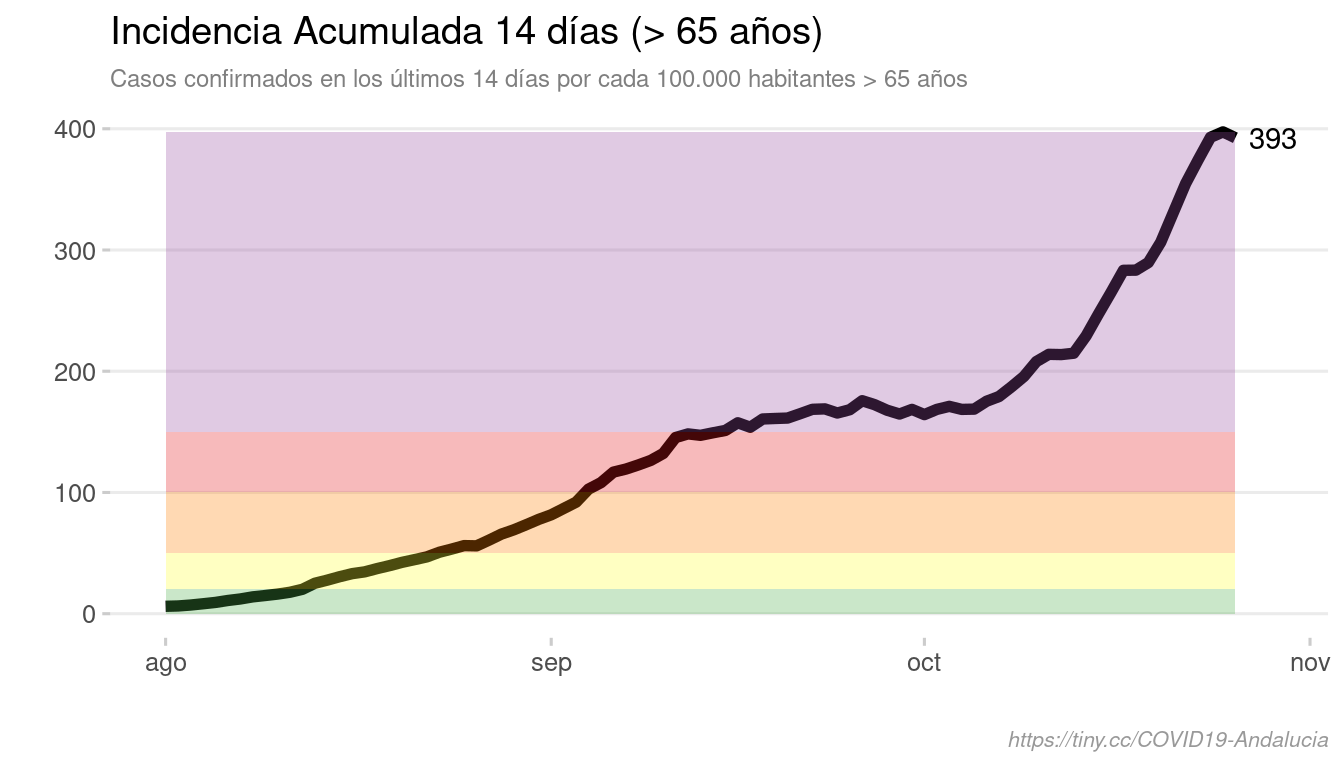 Incidencia Acumulada 14 días (> 65 años)
Casos confirmados en los últimos 14 días por cada 100.000 habitantes > 65 años
400
393
300
200
100
0
ago sep oct nov
https://tiny.cc/COVID19-Andalucia